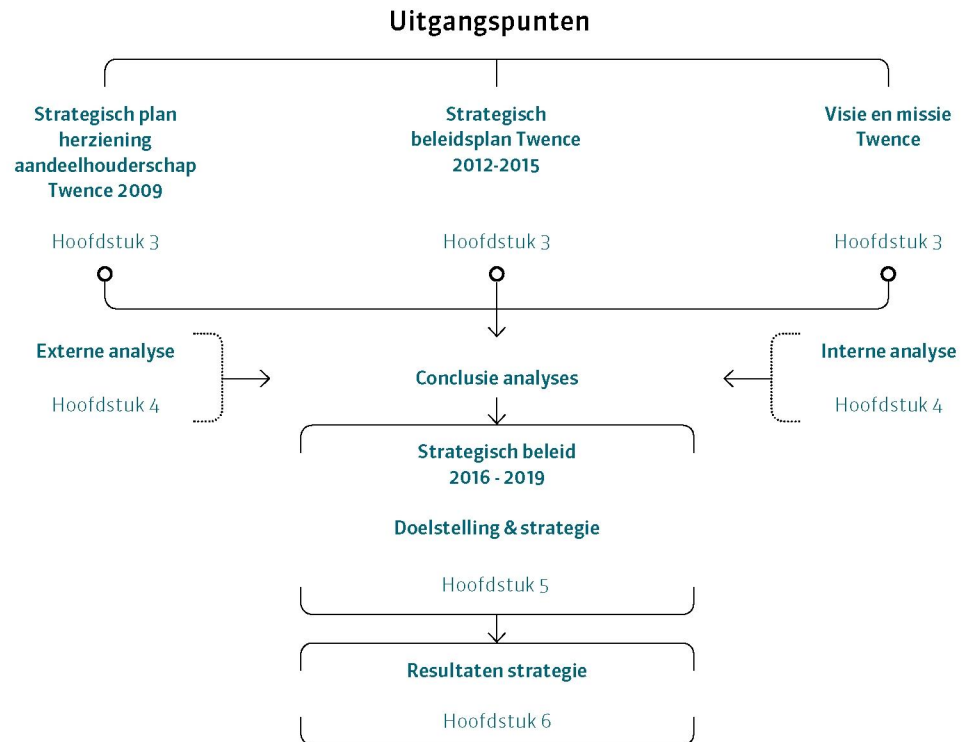 Uitgangspunten
Strategisch plan
herziening
aandeelhouderschap
Twence 2009
Hoofdstuk 3
Strategisch
beleidsplan Twence
2012-2015
Hoofdstuk 3
Visie en missie
Twence
Hoofdstuk 3
Externe analyse
Hoofdstuk 4
Conclusie analyses
Interne analyse
Hoofdstuk 4
Strategisch beleid
2016 - 2019
Doelstelling & strategie
Hoofdstuk 5
Resultaten strategie
Hoofdstuk 6